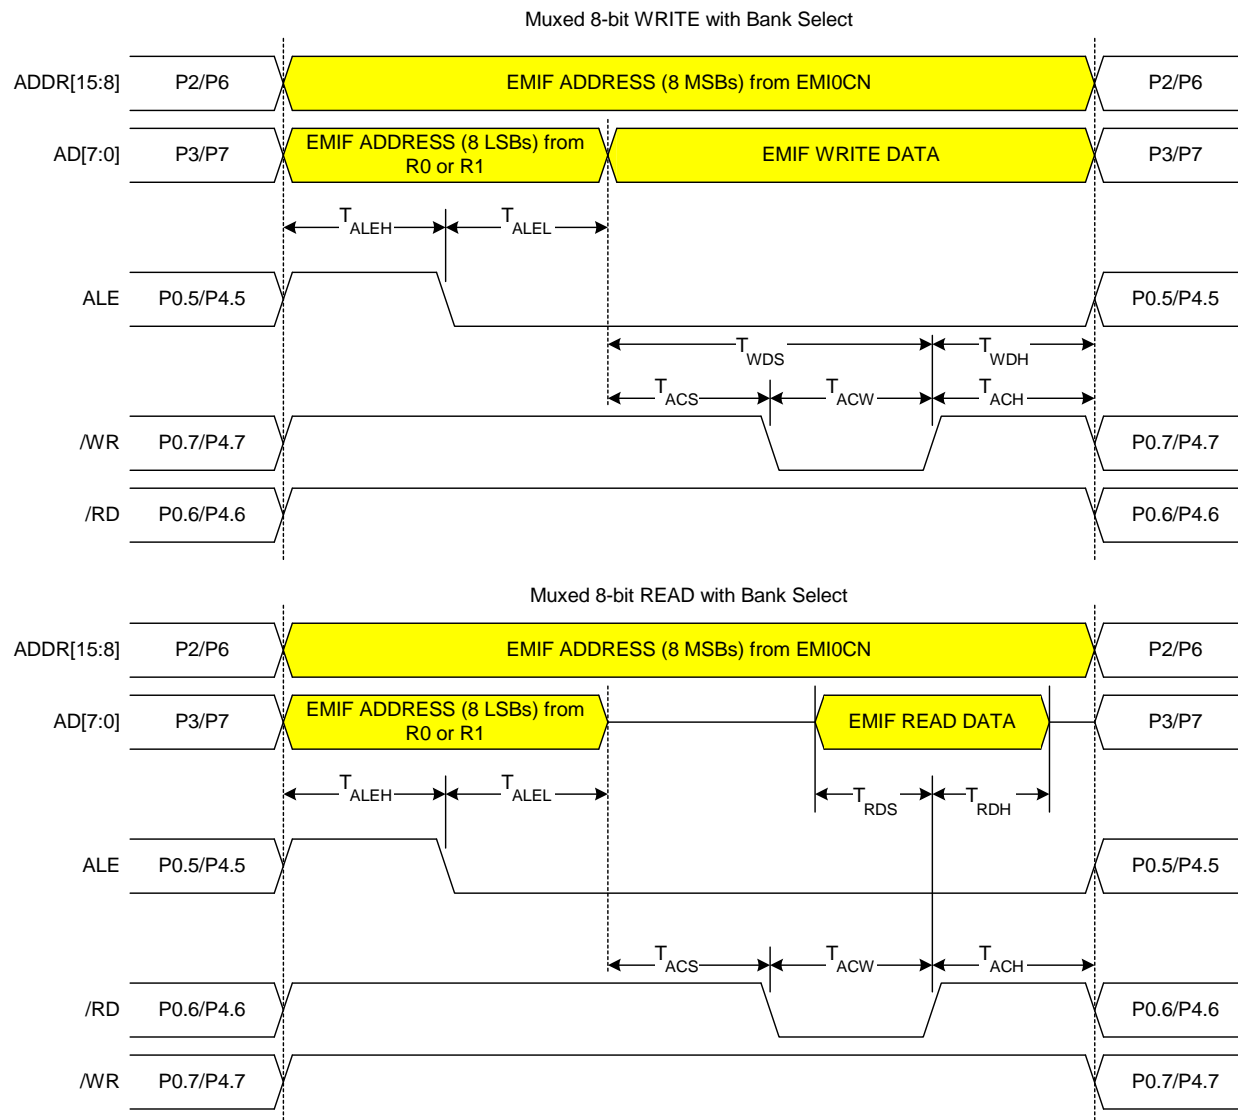 Muxed 8-bit WRITE with Bank Select
ADDR[15:8] P2/P6 EMIF ADDRESS (8 MSBs) from EMI0CN P2/P6
AD[7:0] P3/P7 EMIF ADDRESS (8 LSBs) from
R0 or R1 EMIF WRITE DATA P3/P7
TALEH TALEL
ALE P0.5/P4.5 P0.5/P4.5
TWDS TWDH
TACS TACW TACH
/WR P0.7/P4.7 P0.7/P4.7
/RD P0.6/P4.6 P0.6/P4.6
Muxed 8-bit READ with Bank Select
ADDR[15:8] P2/P6 EMIF ADDRESS (8 MSBs) from EMI0CN P2/P6
AD[7:0] P3/P7 EMIF ADDRESS (8 LSBs) from
R0 or R1 EMIF READ DATA P3/P7
TALEH TALEL TRDS TRDH
ALE P0.5/P4.5 P0.5/P4.5
TACS TACW TACH
/RD P0.6/P4.6 P0.6/P4.6
/WR P0.7/P4.7 P0.7/P4.7